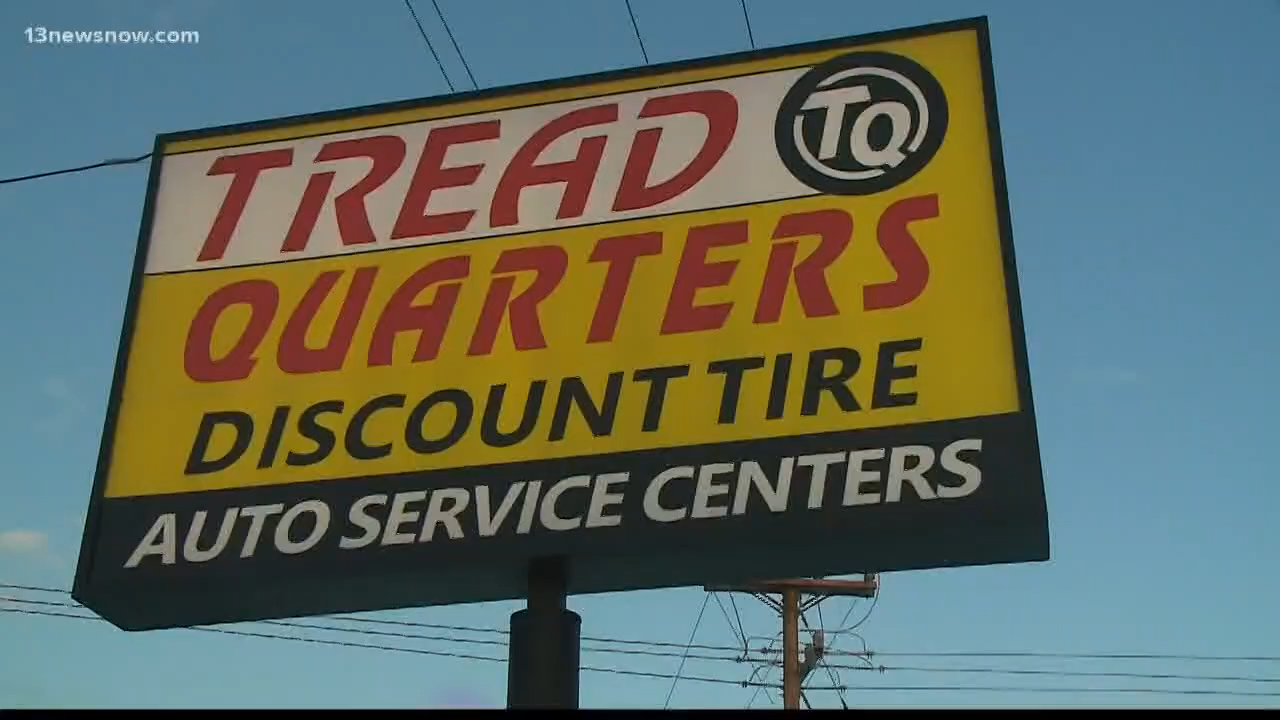 13newsnow.com
TREAD TQ
QUARTERS
DISCOUNT TIRE
AUTO SERVICE CENTERS